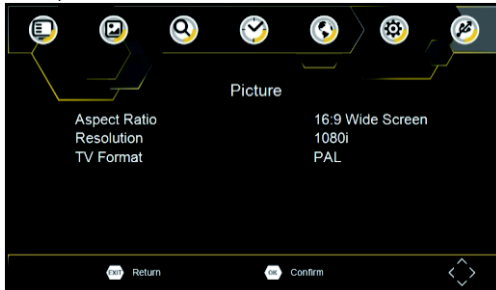 Picture
Aspect Ratio 16:9 Wide Screen
Resolution 1080i
TV Format PAL
EXIT Return OK Confirm